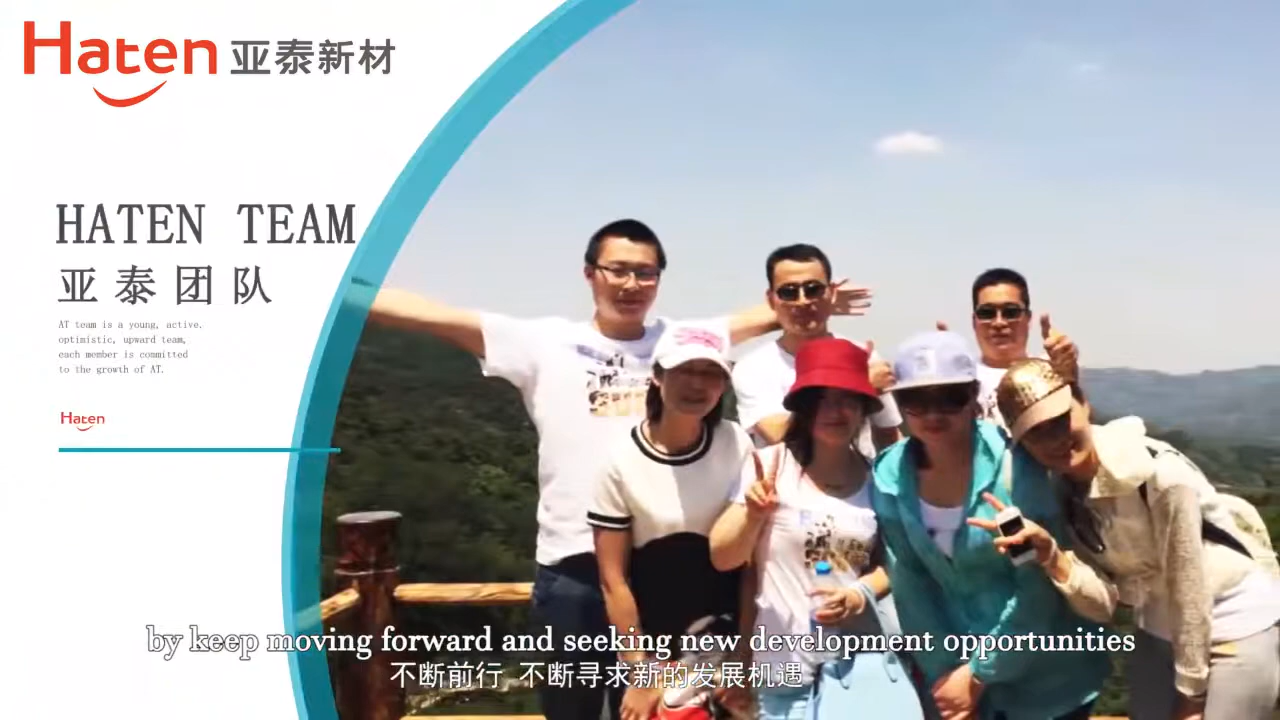 Haten 亚泰新材
HATEN TEAM
亚泰团队
AT team is a young, active.
optimistic, upward team,
each member is committed
to the growth of AT.
Haten
by keep moving forward and seeking new development opportunities
不断前行 不断寻求新的发展机遇